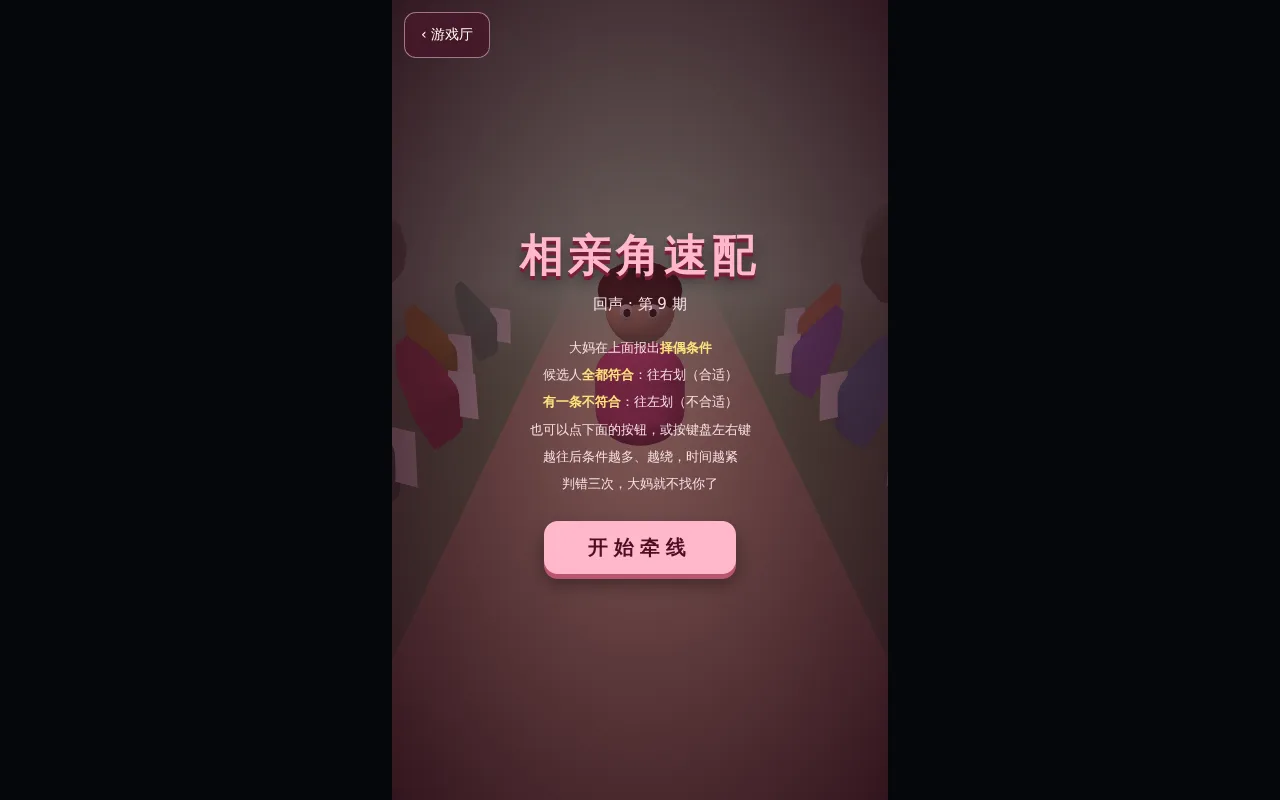 ‹ 游戏厅
相亲角速配
回声 · 第 9 期
大妈在上面报出择偶条件
候选人全都符合：往右划（合适）
有一条不符合：往左划（不合适）
也可以点下面的按钮，或按键盘左右键
越往后条件越多、越绕，时间越紧
判错三次，大妈就不找你了
开始牵线